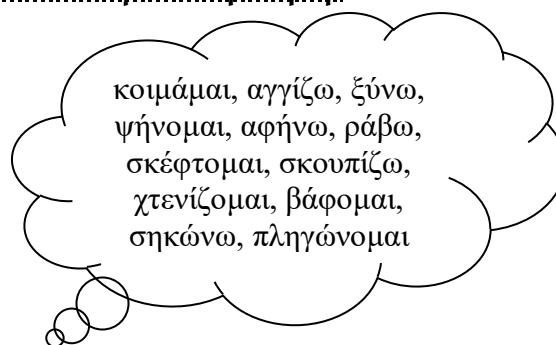 κοιμάμαι, αγγίζω, ξύνω,
ψήνομαι, αφήνω, ράβω,
σκέφτομαι, σκουπίζω,
χτενίζομαι, βάφομαι,
σηκώνω, πληγώνομαι